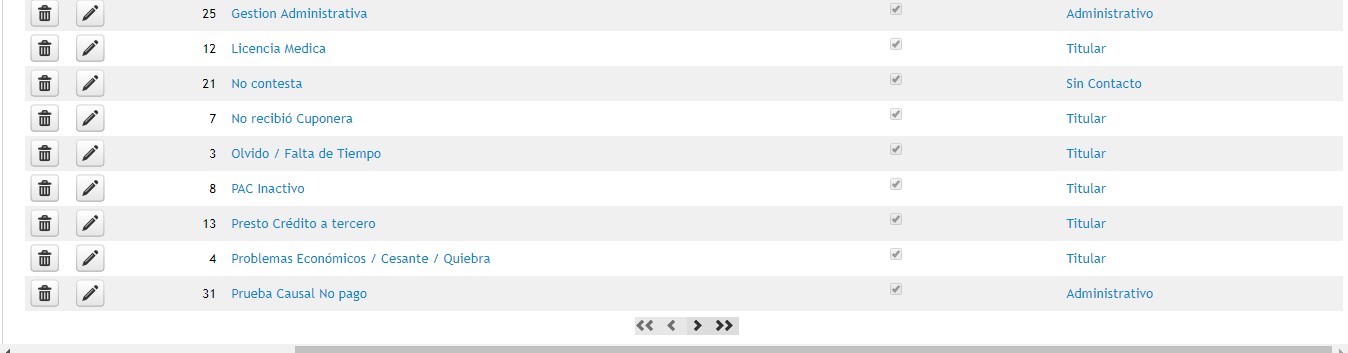 25 Gestion Administrativa Administrativo
12 Licencia Medica Titular
21 No contesta Sin Contacto
7 No recibió Cuponera Titular
3 Olvido / Falta de Tiempo Titular
8 PAC Inactivo Titular
13 Presto Crédito a tercero Titular
4 Problemas Económicos / Cesante / Quiebra Titular
31 Prueba Causal No pago Administrativo